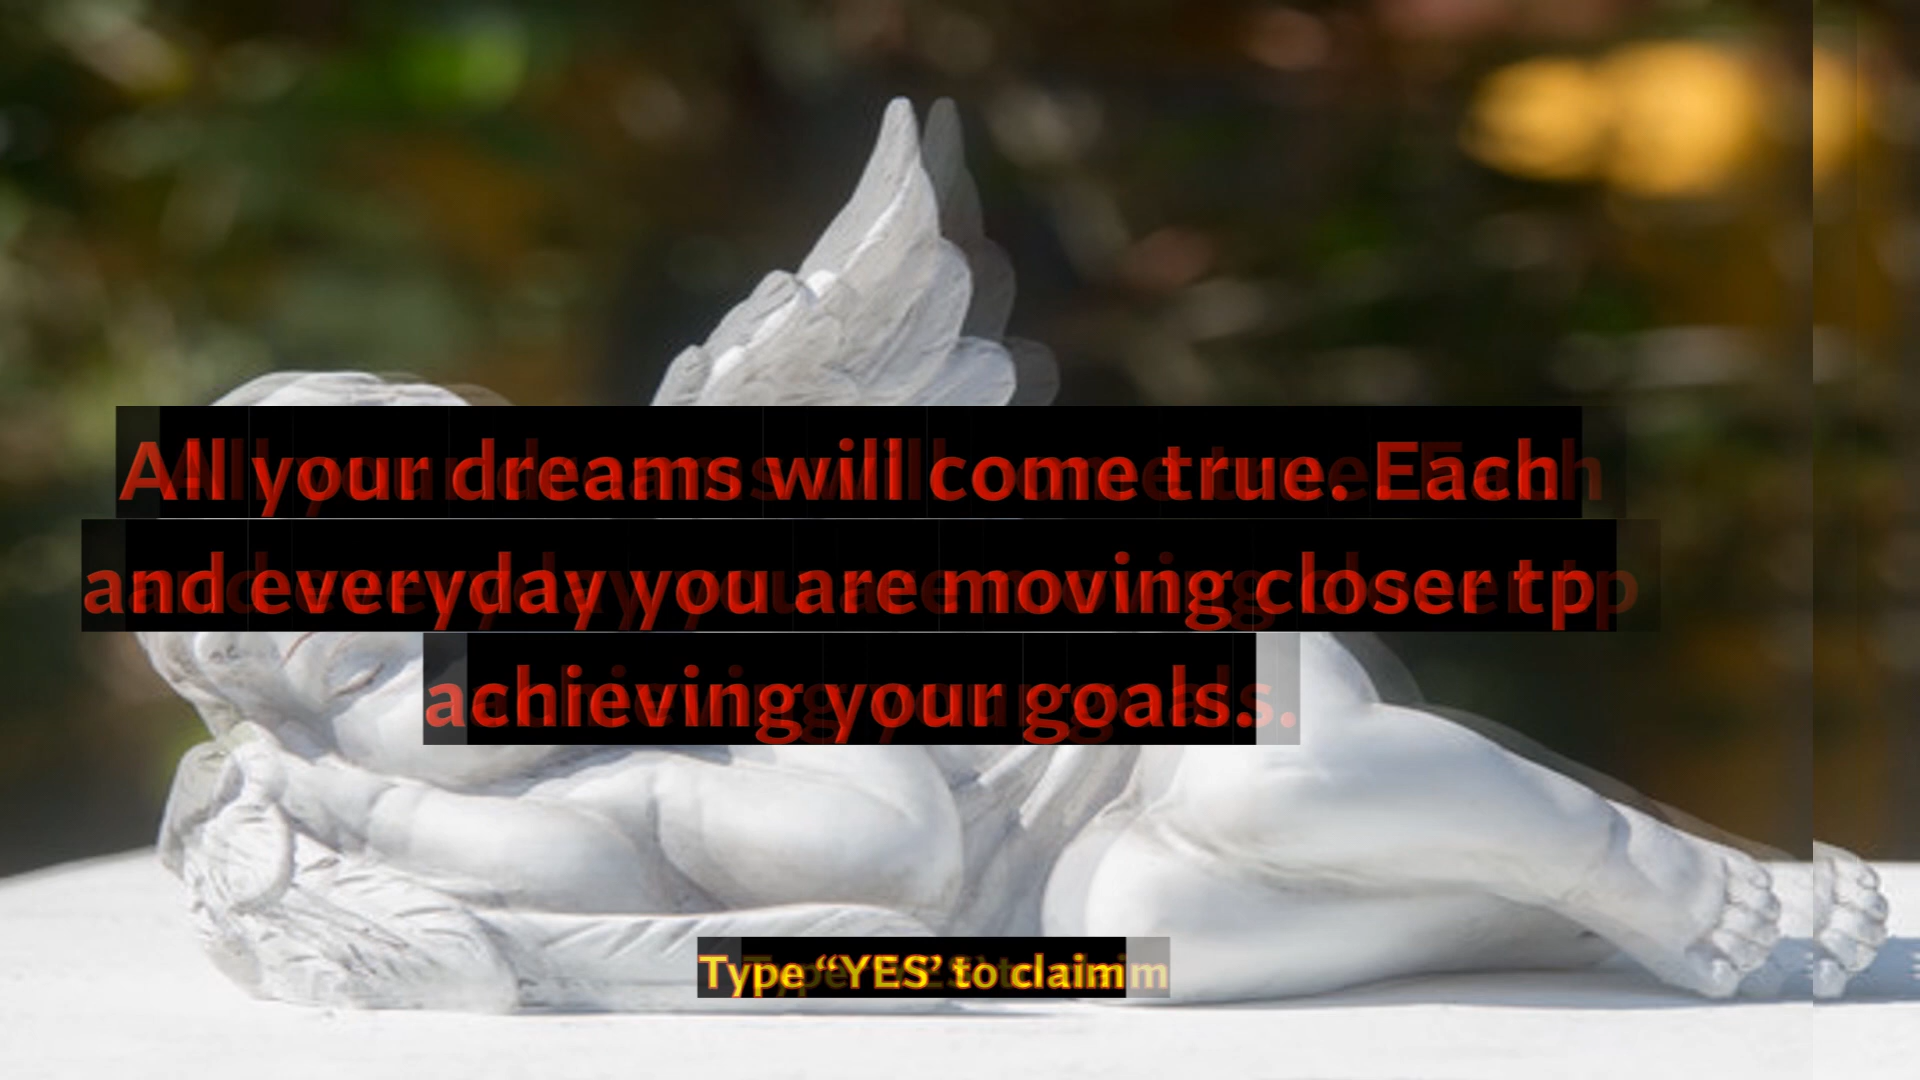 All your dreams will come true. Each
and everyday you are moving closer tp
achieving your goals.
Type “YES’ to claim